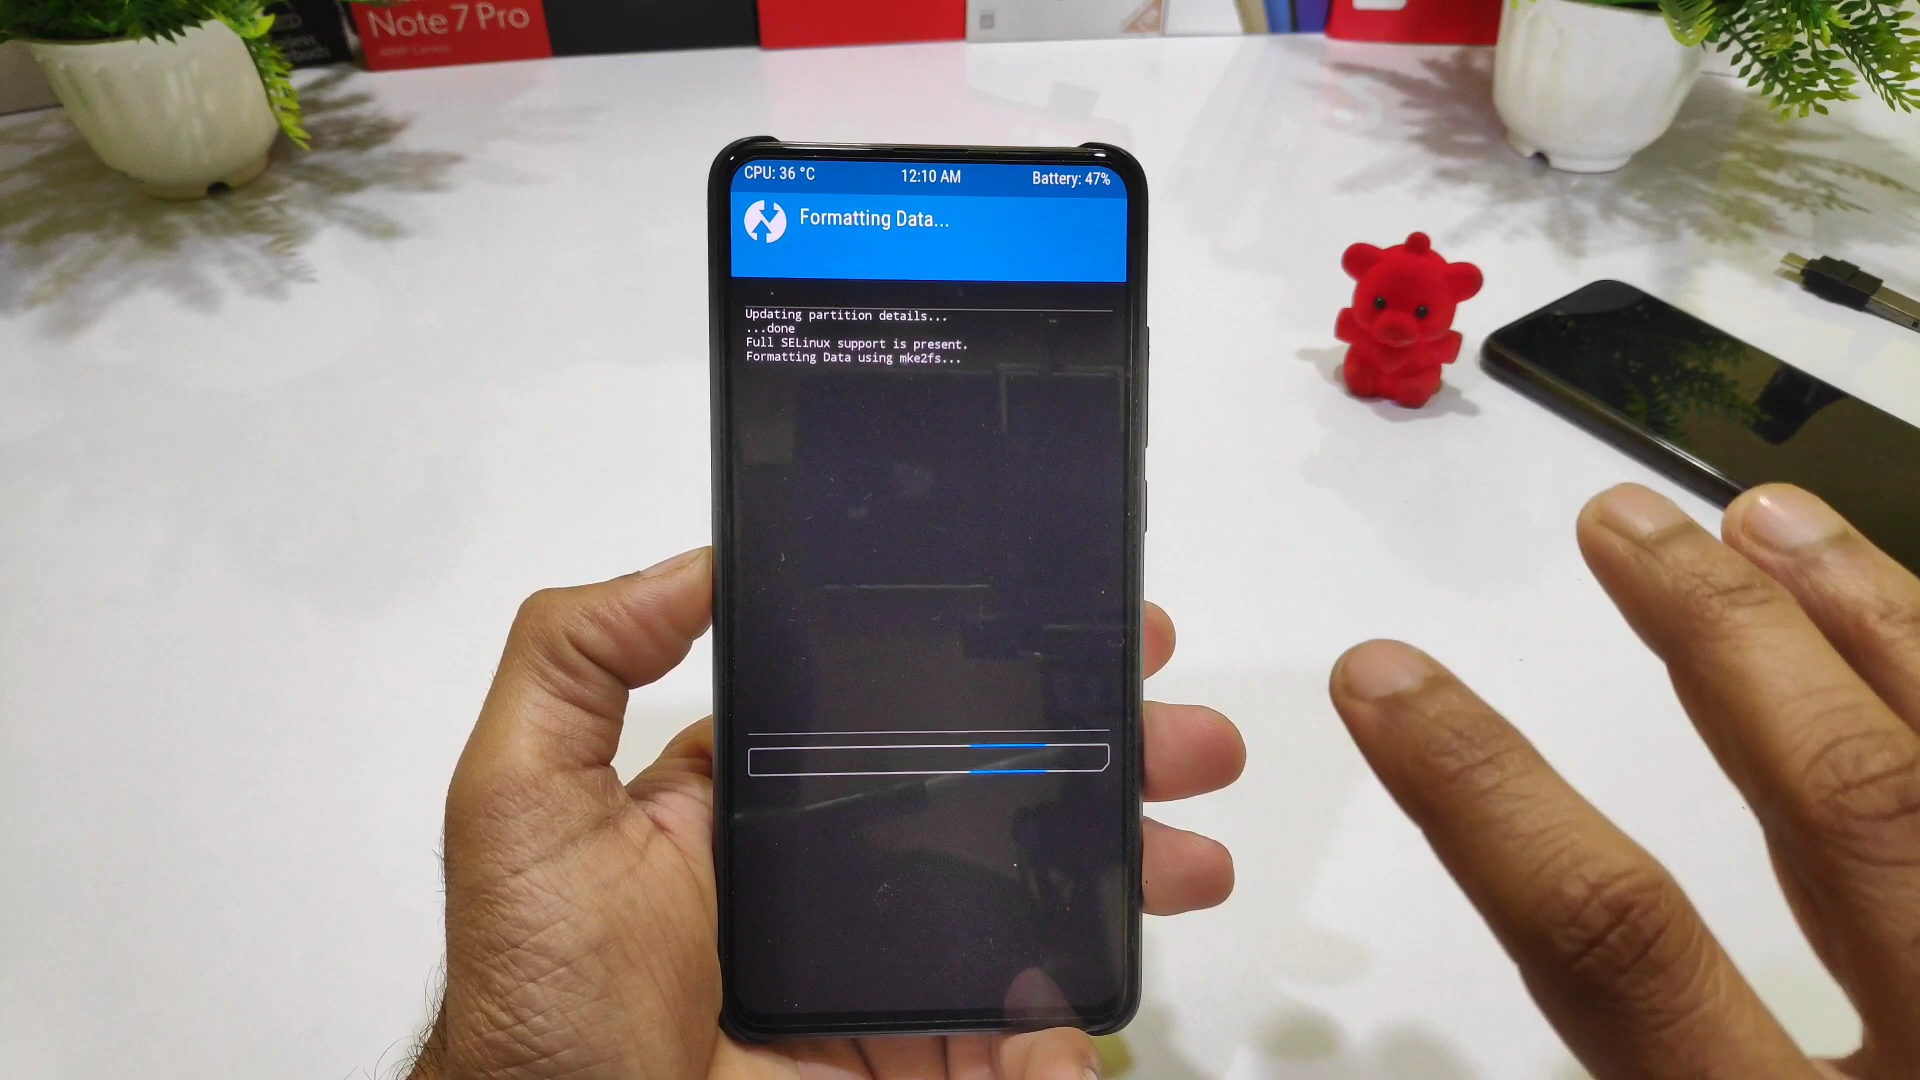 Note 7 Pro
CPU: 36 °C
12:10 AM
Battery: 47%
Formatting Data...
Updating partition details...
...done
Full SELinux support is present.
Formatting Data using mke2fs...